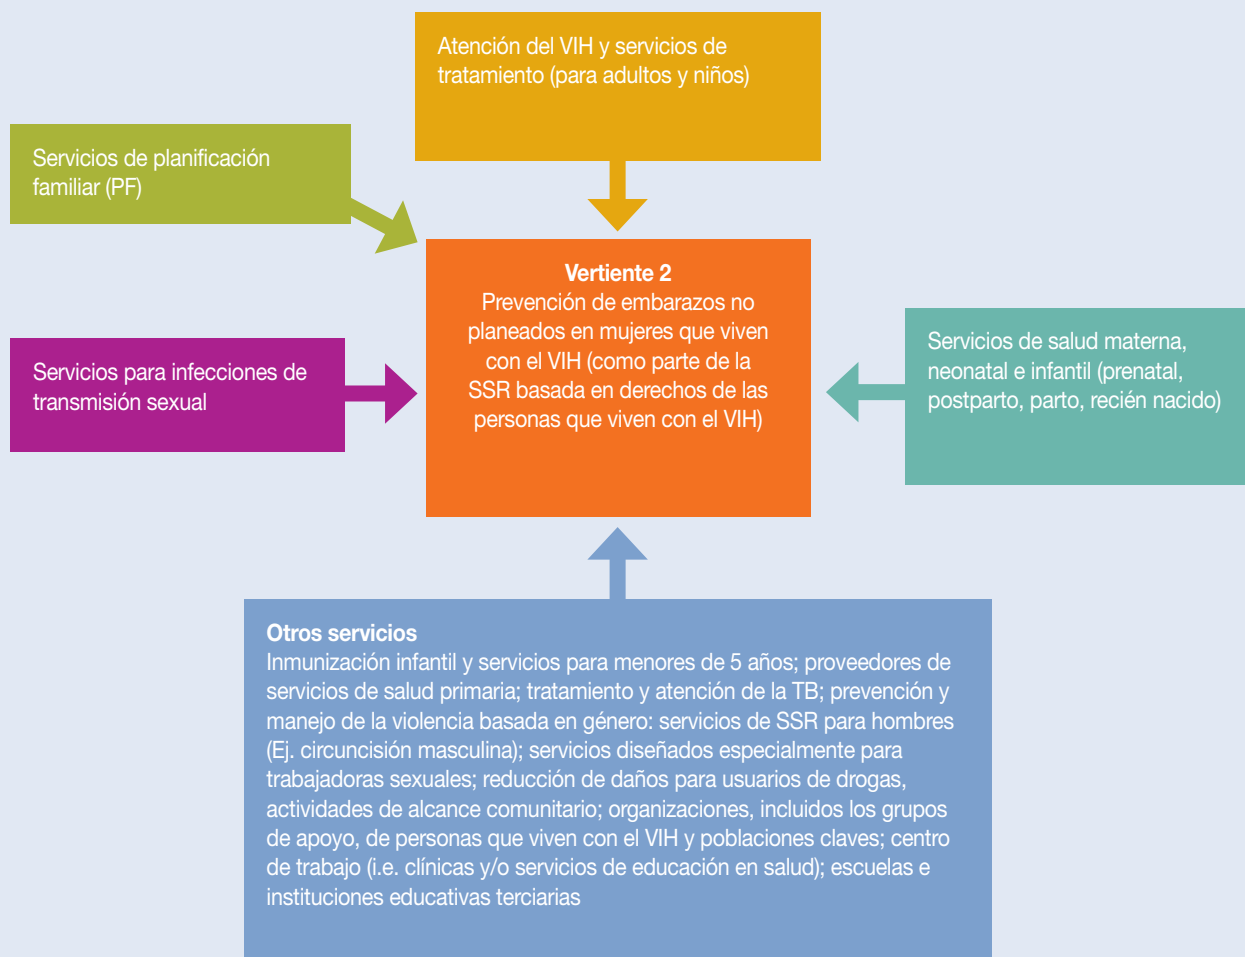 Atención del VIH y servicios de
tratamiento (para adultos y niños)
Servicios de planificación
familiar (PF)
Vertiente 2
Prevención de embarazos no
planeados en mujeres que viven
con el VIH (como parte de la
SSR basada en derechos de las
personas que viven con el VIH)
Servicios para infecciones de
transmisión sexual
Servicios de salud materna,
neonatal e infantil (prenatal,
postparto, parto, recién nacido)
Otros servicios
Inmunización infantil y servicios para menores de 5 años; proveedores de
servicios de salud primaria; tratamiento y atención de la TB; prevención y
manejo de la violencia basada en género: servicios de SSR para hombres
(Ej. circuncisión masculina); servicios diseñados especialmente para
trabajadoras sexuales; reducción de daños para usuarios de drogas,
actividades de alcance comunitario; organizaciones, incluidos los grupos
de apoyo, de personas que viven con el VIH y poblaciones claves; centro
de trabajo (i.e. clínicas y/o servicios de educación en salud); escuelas e
instituciones educativas terciarias